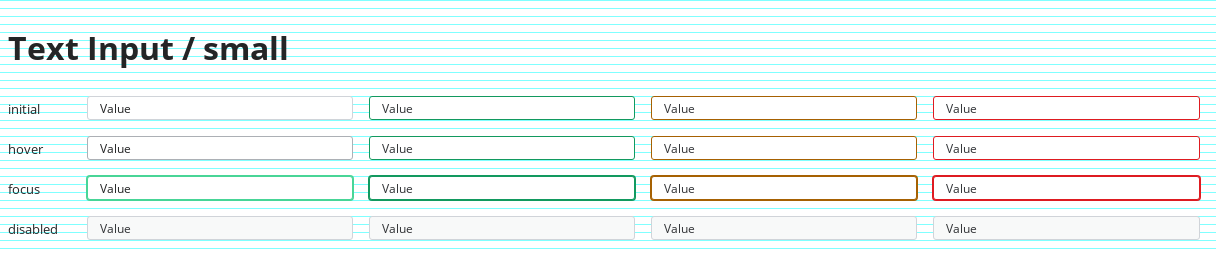 Text Input / small
initial Value Value Value Value
hover Value Value Value Value
focus Value Value Value Value
disabled Value Value Value Value